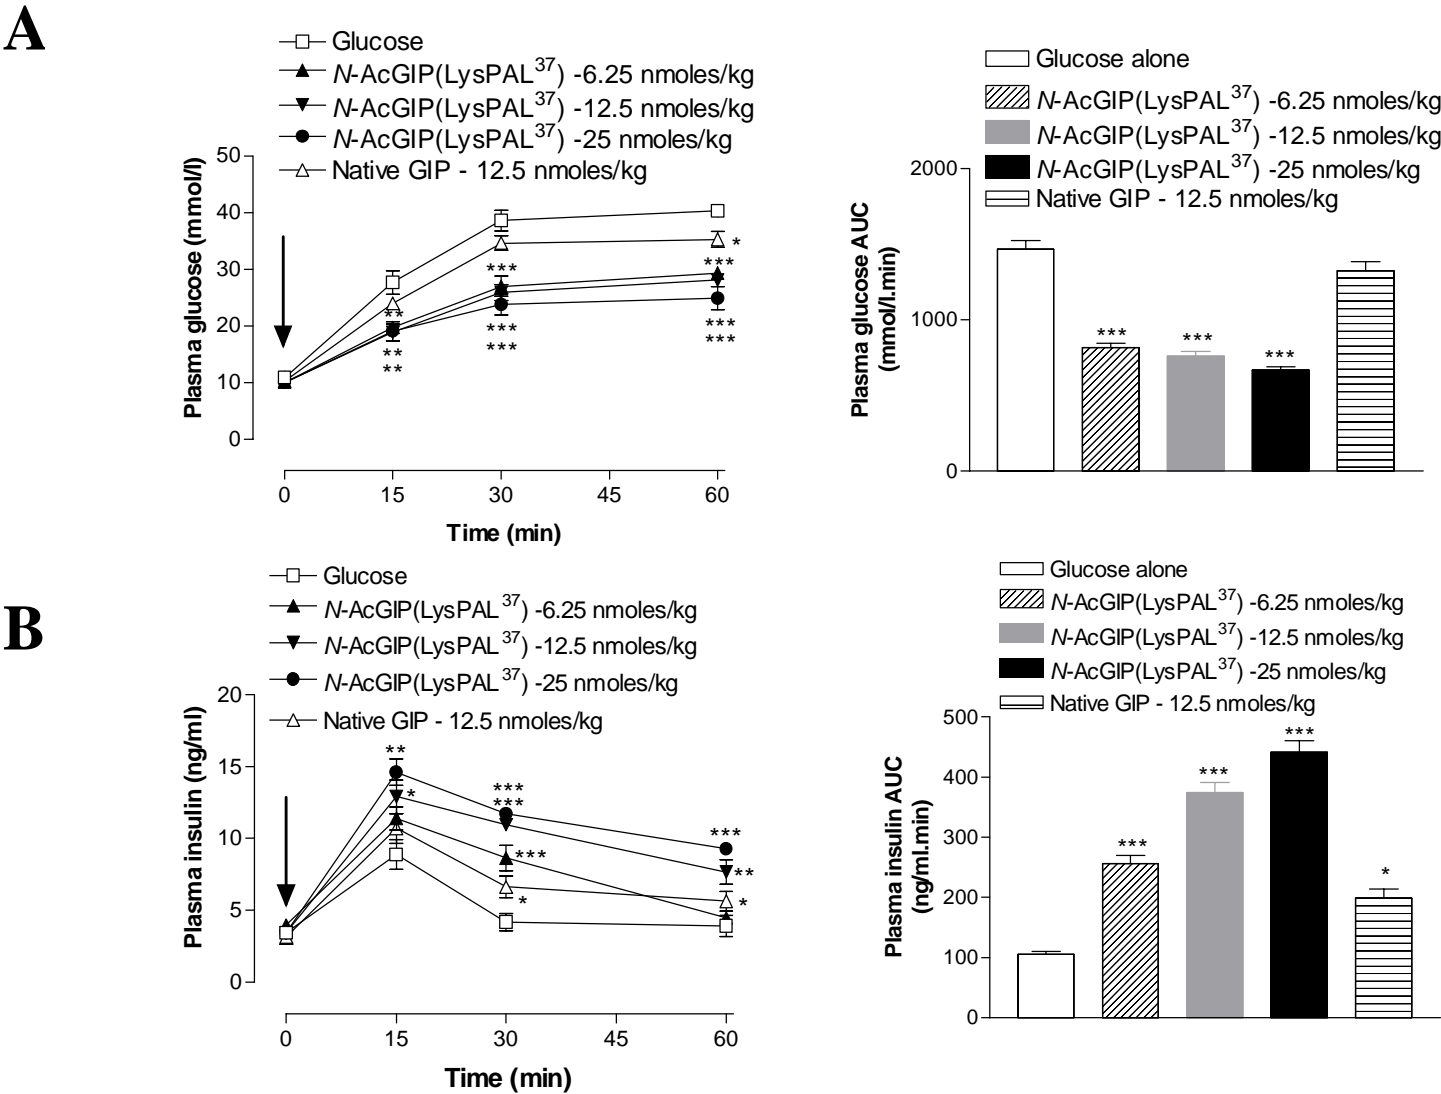 A
Glucose
N-AcGIP(LysPAL37) -6.25 nmoles/kg
N-AcGIP(LysPAL37) -12.5 nmoles/kg
N-AcGIP(LysPAL37) -25 nmoles/kg
Native GIP - 12.5 nmoles/kg
Plasma glucose (mmol/l)
50
40
30
20
10
0
*
***
***
**
***
***
***
***
**
**
0
15
30
45
60
Time (min)
Glucose alone
N-AcGIP(LysPAL37) -6.25 nmoles/kg
N-AcGIP(LysPAL37) -12.5 nmoles/kg
N-AcGIP(LysPAL37) -25 nmoles/kg
Native GIP - 12.5 nmoles/kg
Plasma glucose AUC
(mmol/l.min)
2000
1000
0
***
***
***
B
Glucose
N-AcGIP(LysPAL37) -6.25 nmoles/kg
N-AcGIP(LysPAL37) -12.5 nmoles/kg
N-AcGIP(LysPAL37) -25 nmoles/kg
Native GIP - 12.5 nmoles/kg
Plasma insulin (ng/ml)
20
15
10
5
0
**
*
***
***
***
*
***
**
*
0
15
30
45
60
Time (min)
Glucose alone
N-AcGIP(LysPAL37) -6.25 nmoles/kg
N-AcGIP(LysPAL37) -12.5 nmoles/kg
N-AcGIP(LysPAL37) -25 nmoles/kg
Native GIP - 12.5 nmoles/kg
Plasma insulin AUC
(ng/ml.min)
500
400
300
200
100
0
***
***
***
*